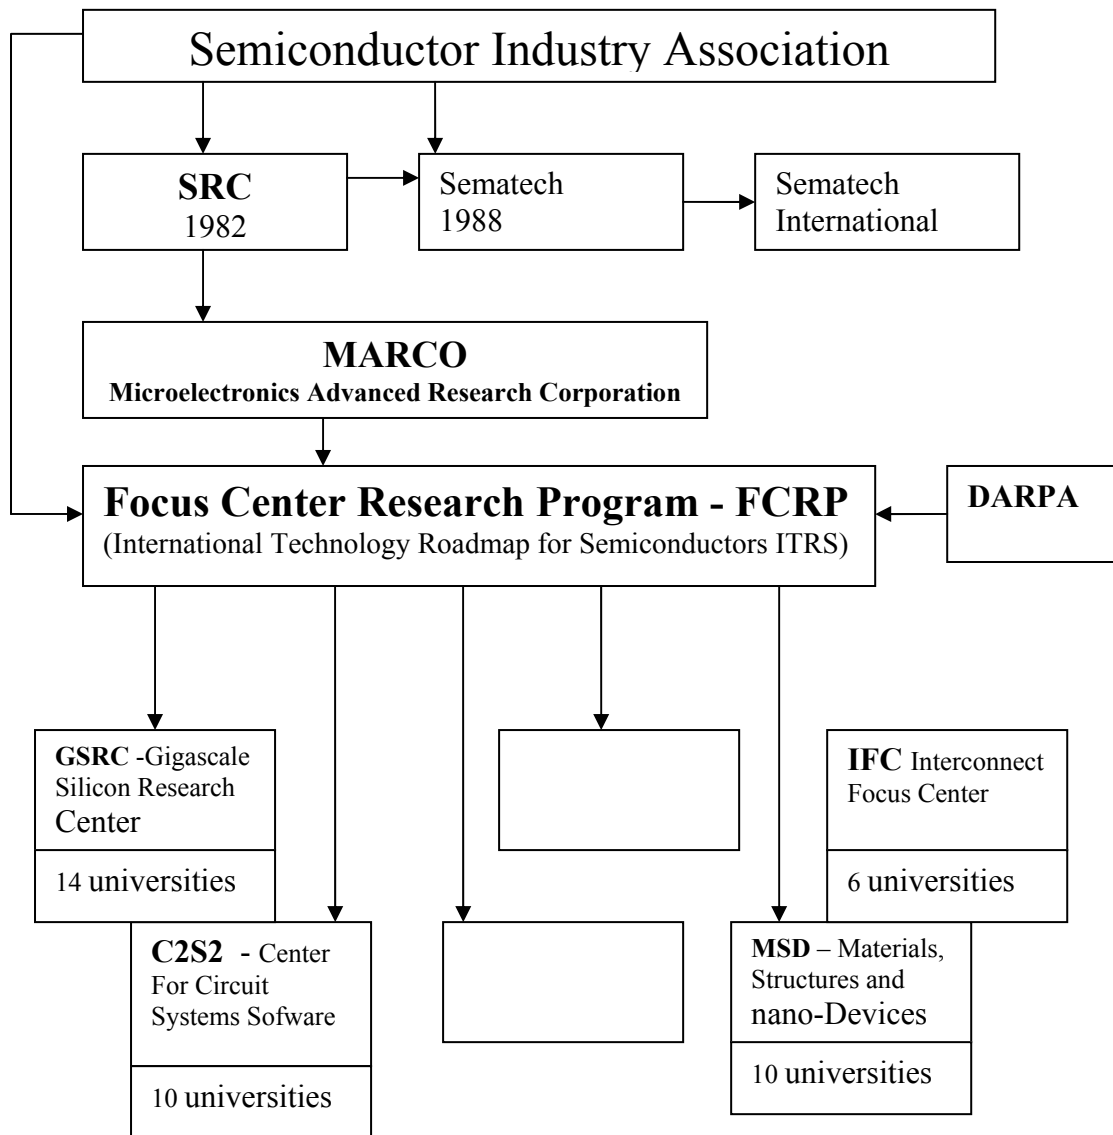 Semiconductor Industry Association
SRC
1982
Sematech
1988
Sematech
International
MARCO
Microelectronics Advanced Research Corporation
Focus Center Research Program - FCRP
(International Technology Roadmap for Semiconductors ITRS)
DARPA
GSRC -Gigascale
Silicon Research
Center
14 universities
IFC Interconnect
Focus Center
6 universities
C2S2 - Center
For Circuit
Systems Sofware
10 universities
MSD – Materials,
Structures and
nano-Devices
10 universities